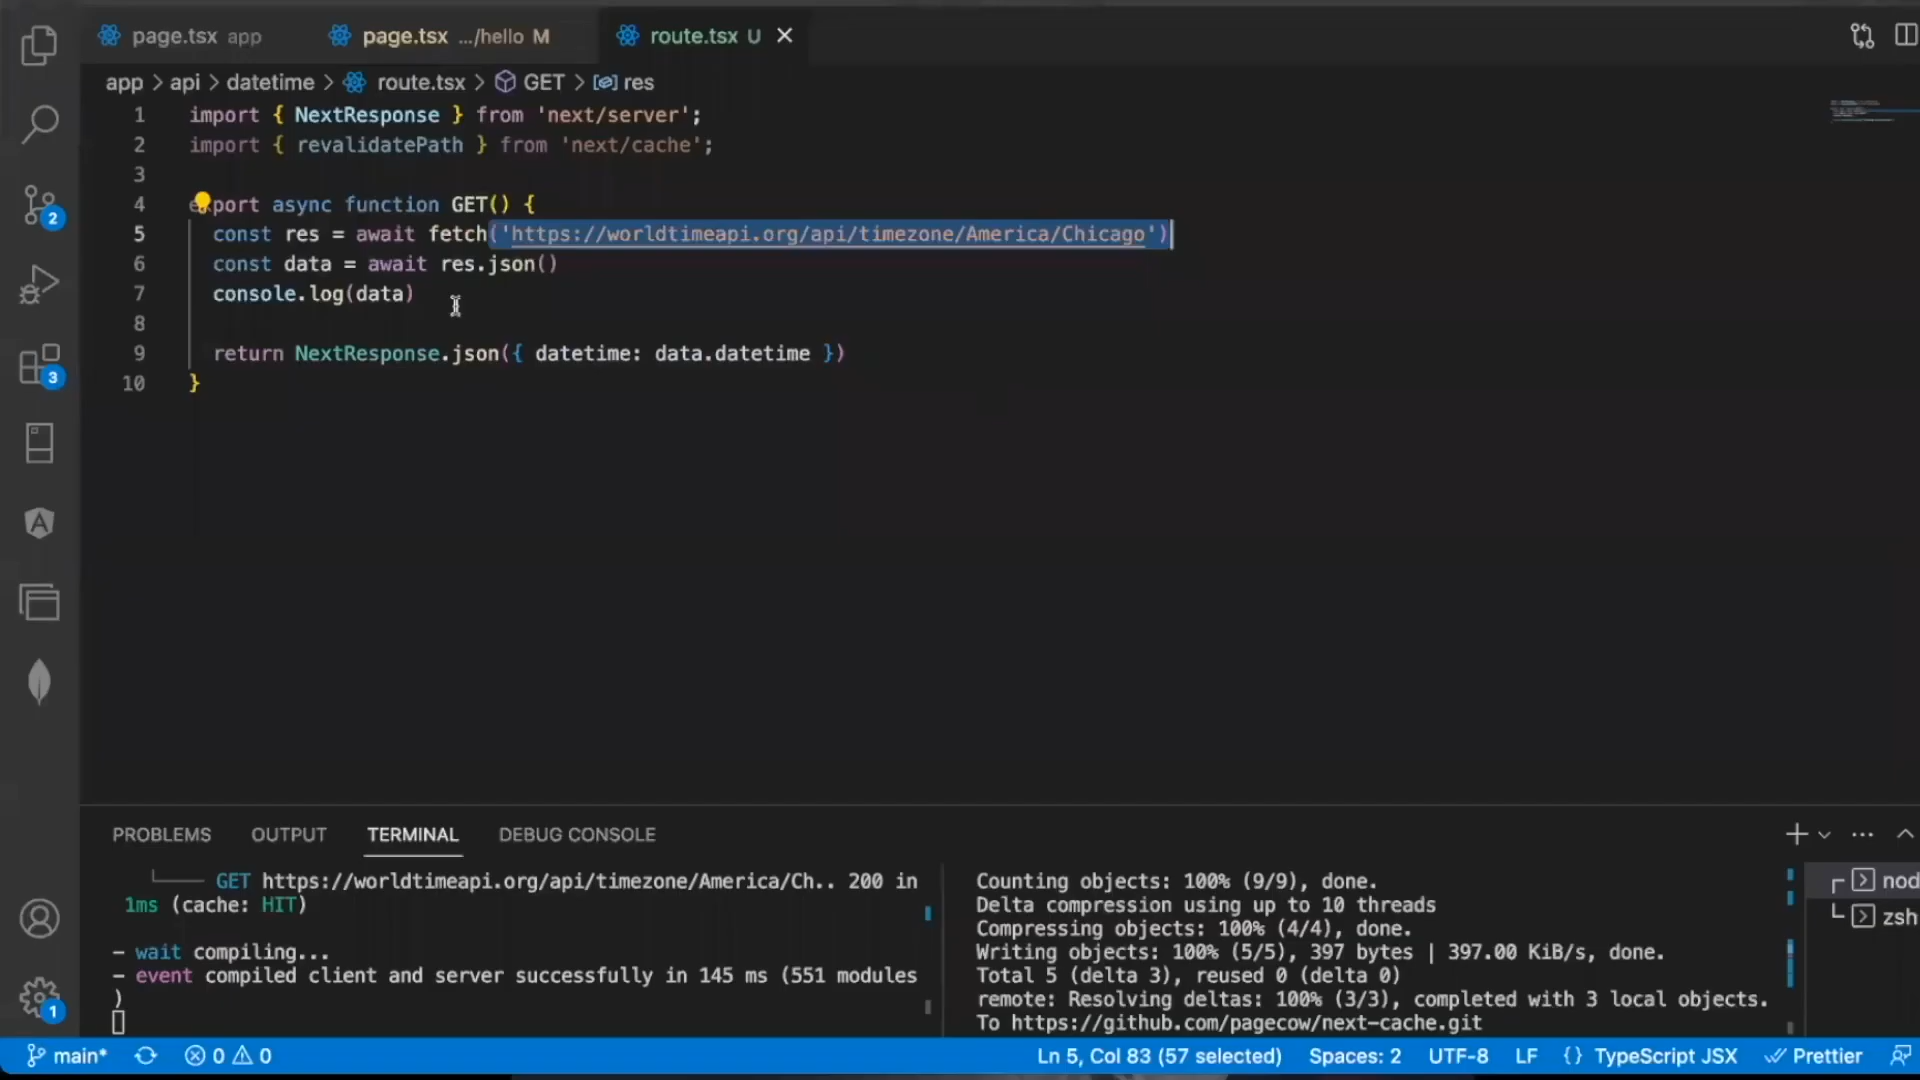 page.tsx app
page.tsx .../hello M
route.tsx U
app > api > datetime > route.tsx > GET > res
1 import { NextResponse } from 'next/server';
2 import { revalidatePath } from 'next/cache';
3
4 export async function GET() {
5 const res = await fetch('https://worldtimeapi.org/api/timezone/America/Chicago')
6 const data = await res.json()
7 console.log(data)
8
9 return NextResponse.json({ datetime: data.datetime })
10 }
2
3
1
PROBLEMS OUTPUT TERMINAL DEBUG CONSOLE
GET https://worldtimeapi.org/api/timezone/America/Ch.. 200 in
1ms (cache: HIT)
- wait compiling...
- event compiled client and server successfully in 145 ms (551 modules
)
Counting objects: 100% (9/9), done.
Delta compression using up to 10 threads
Compressing objects: 100% (4/4), done.
Writing objects: 100% (5/5), 397 bytes | 397.00 KiB/s, done.
Total 5 (delta 3), reused 0 (delta 0)
remote: Resolving deltas: 100% (3/3), completed with 3 local objects.
To https://github.com/pagecow/next-cache.git
nod
zsh
main* 0 0 Ln 5, Col 83 (57 selected) Spaces: 2 UTF-8 LF {} TypeScript JSX Prettier